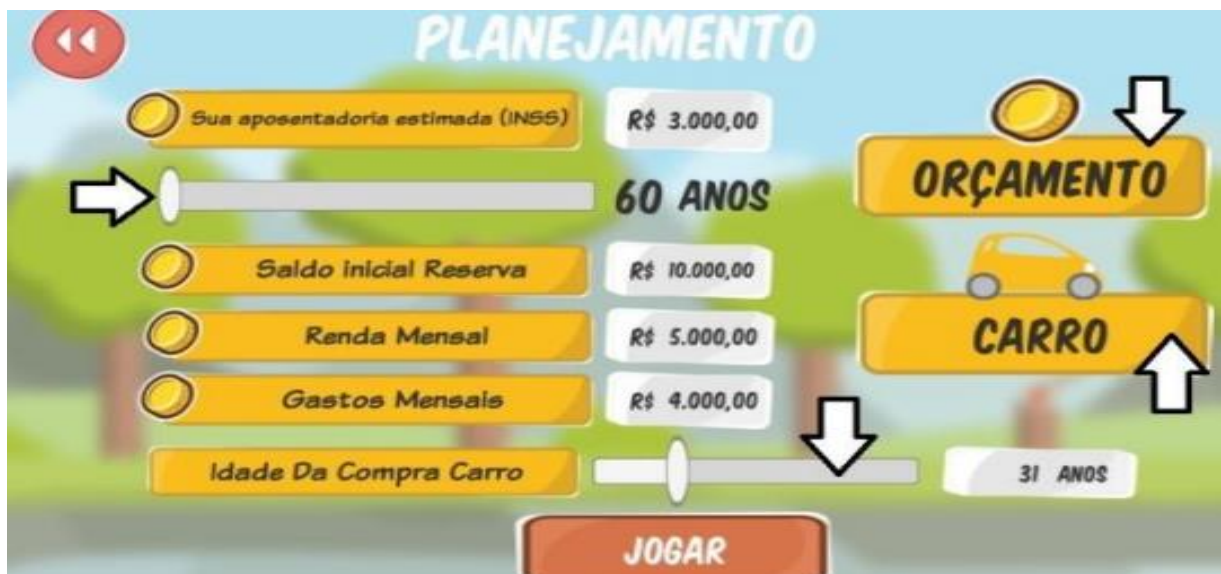 PLANEJAMENTO
Sua aposentadoria estimada (INSS) R$ 3.000,00
60 ANOS
Saldo inicial Reserva R$ 10.000,00
Renda Mensal R$ 5.000,00
Gastos Mensais R$ 4.000,00
Idade Da Compra Carro 31 ANOS
ORÇAMENTO
CARRO
JOGAR